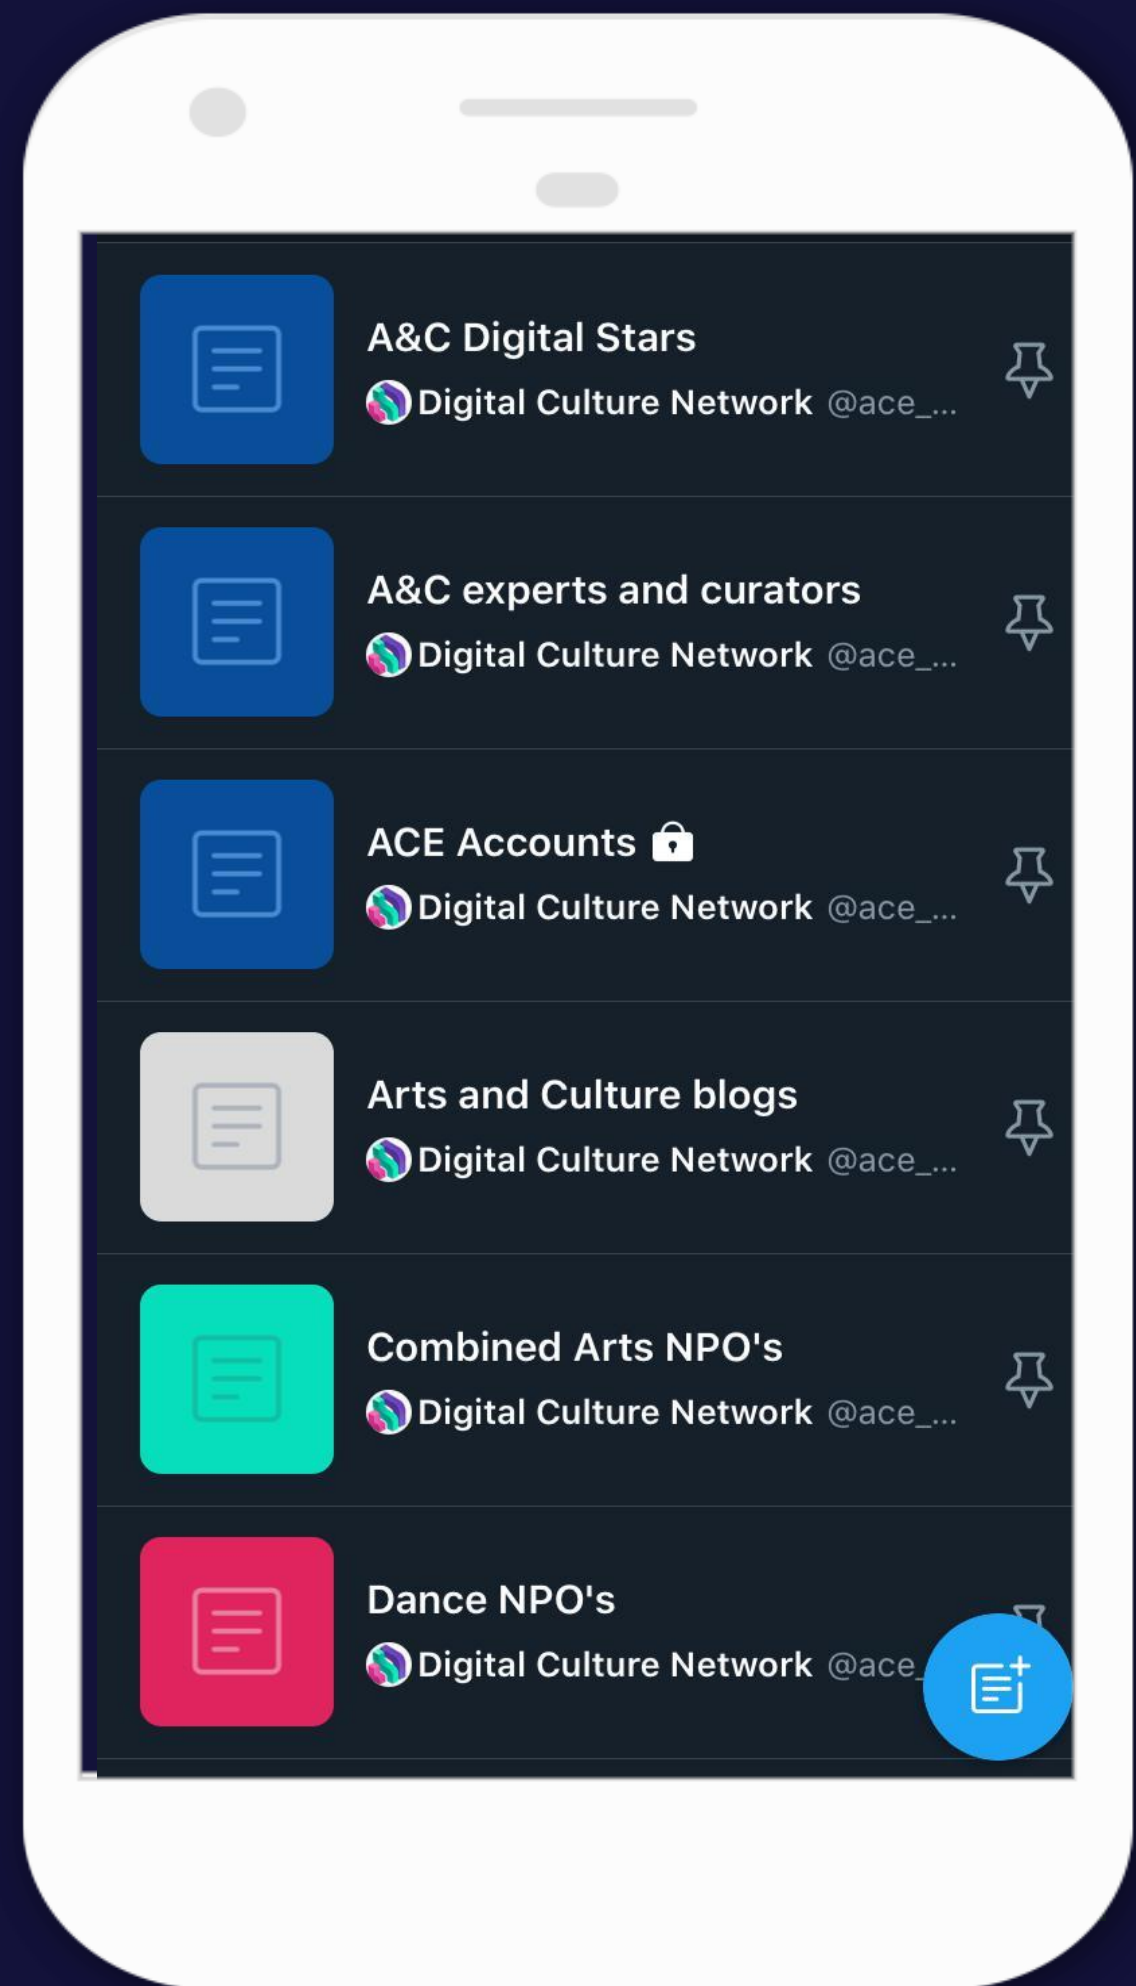 A&C Digital Stars
Digital Culture Network @ace_...
A&C experts and curators
Digital Culture Network @ace_...
ACE Accounts
Digital Culture Network @ace_...
Arts and Culture blogs
Digital Culture Network @ace_...
Combined Arts NPO's
Digital Culture Network @ace_...
Dance NPO's
Digital Culture Network @ace_